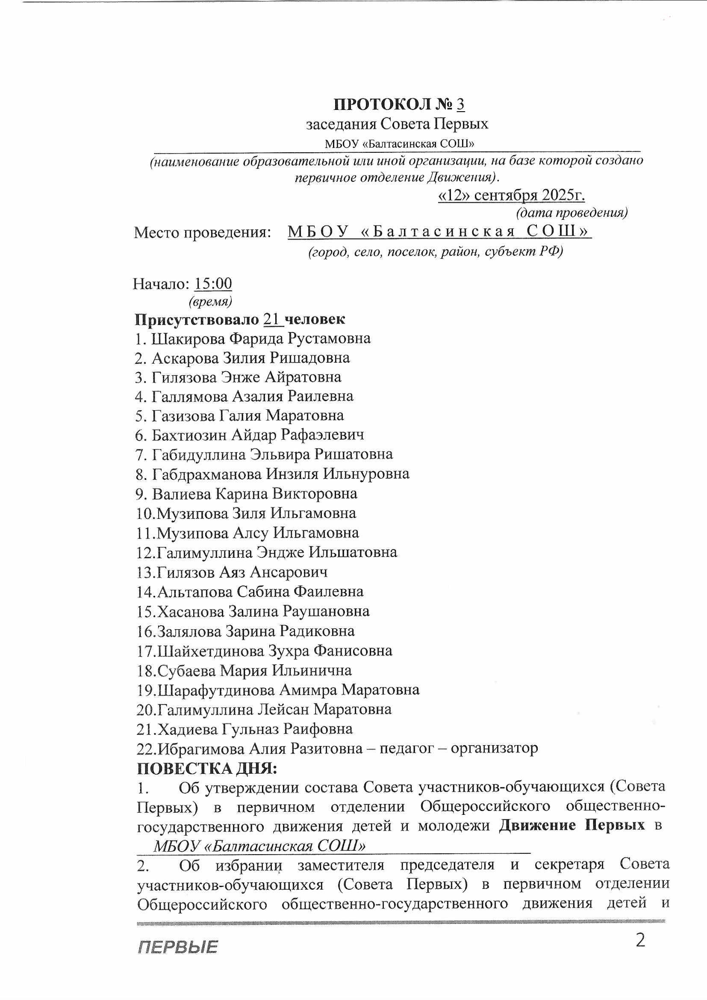 ПРОТОКОЛ № 3
заседания Совета Первых
МБОУ «Балтасинская СОШ»
(наименование образовательной или иной организации, на базе которой создано
первичное отделение Движения).
«12» сентября 2025г.
(дата проведения)
Место проведения: МБОУ «Балтасинская СОШ»
(город, село, поселок, район, субъект РФ)
Начало: 15:00
(время)
Присутствовало 21 человек
1. Шакирова Фарида Рустамовна
2. Аскарова Зилия Ришадовна
3. Гилязова Энже Айратовна
4. Галлямова Азалия Раилевна
5. Газизова Галия Маратовна
6. Бахтиозин Айдар Рафаэлевич
7. Габидуллина Эльвира Ришатовна
8. Габдрахманова Инзиля Ильнуровна
9. Валиева Карина Викторовна
10.Музипова Зиля Ильгамовна
11.Музипова Алсу Ильгамовна
12.Галимуллина Эндже Ильшатовна
13.Гилязов Аяз Ансарович
14.Альтапова Сабина Фаилевна
15.Хасанова Залина Раушановна
16.Залялова Зарина Радиковна
17.Шайхетдинова Зухра Фанисовна
18.Субаева Мария Ильинична
19.Шарафутдинова Амимра Маратовна
20.Галимуллина Лейсан Маратовна
21.Хадиева Гульназ Раифовна
22.Ибрагимова Алия Разитовна – педагог – организатор
ПОВЕСТКА ДНЯ:
1. Об утверждении состава Совета участников-обучающихся (Совета
Первых) в первичном отделении Общероссийского общественно-
государственного движения детей и молодежи Движение Первых в
МБОУ «Балтасинская СОШ»
2. Об избрании заместителя председателя и секретаря Совета
участников-обучающихся (Совета Первых) в первичном отделении
Общероссийского общественно-государственного движения детей и
ПЕРВЫЕ 2